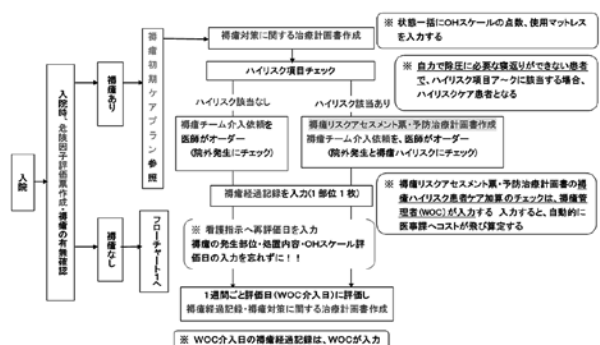 入院
入院時、危険因子評価票作成・褥瘡の有無確認
褥瘡あり
褥瘡なし
褥瘡初期ケアプラン参照
フローチャート1へ
褥瘡対策に関する治療計画書作成
ハイリスク項目チェック
ハイリスク該当なし
ハイリスク該当あり
褥瘡チーム介入依頼を
医師がオーダー
(院外発生にチェック)
褥瘡リスクアセスメント票・予防治療計画書作成
褥瘡チーム介入依頼を、医師がオーダー
(院外発生と褥瘡ハイリスクにチェック)
褥瘡経過記録を入力(1部位1枚)
※ 看護指示へ再評価日を入力
褥瘡の発生部位・処置内容・OHスケール評
価日の入力を忘れずに!!
1週間ごと評価日(WOC介入日)に評価し
褥瘡経過記録・褥瘡対策に関する治療計画書作成
※ WOC介入日の褥瘡経過記録は、WOCが入力
※ 状態一括にOHスケールの点数、使用マットレス
を入力する
※ 自力で除圧に必要な寝返りができない患者
で、ハイリスク項目ア~クに該当する場合、
ハイリスクケア患者となる
※ 褥瘡リスクアセスメント票・予防治療計画書の褥
瘡ハイリスク患者ケア加算のチェックは、褥瘡管
理者(WOC)が入力する 入力すると、自動的に
医事課へコストが飛び算定する